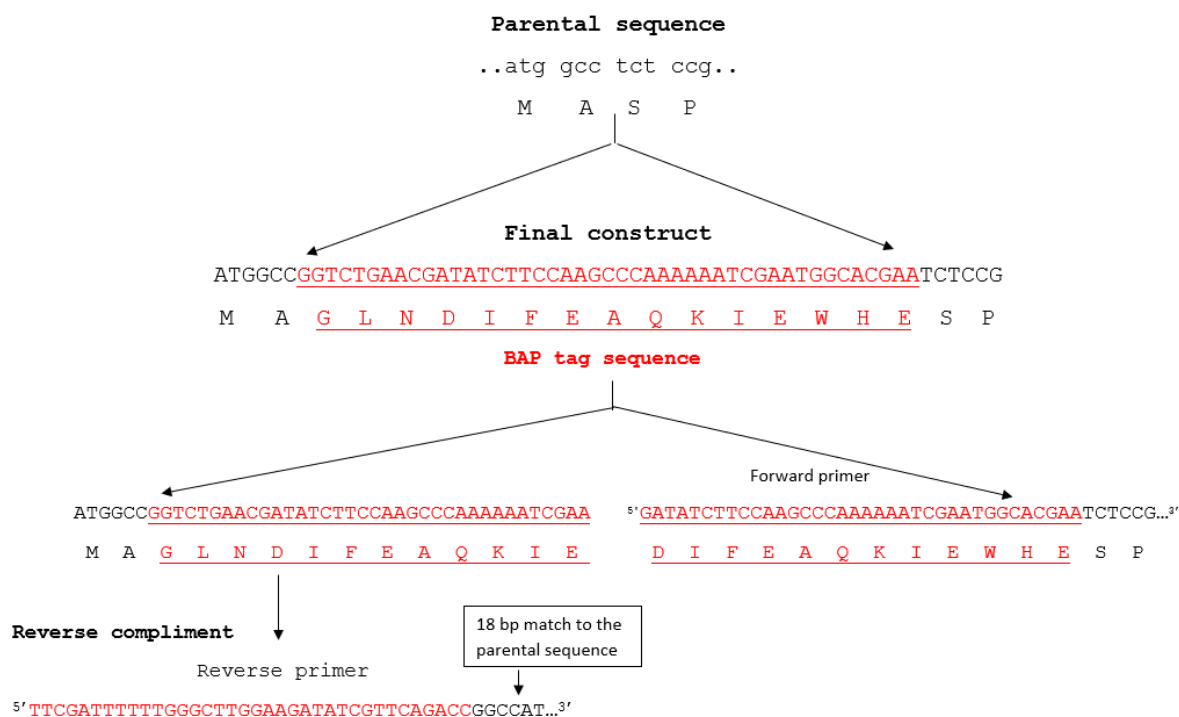 Parental sequence
..atg gcc tct ccg..
M A S P
Final construct
ATGGCCGGTCTGAACGATATCTTCCAAGCCCAAAAAATCGAATGGCACGAATCTCCG
M A G L N D I F E A Q K I E W H E S P
BAP tag sequence
Forward primer
ATGGCCGGTCTGAACGATATCTTCCAAGCCCAAAAAATCGAA 5'GATATCTTCCAAGCCCAAAAAATCGAATGGCACGAATCTCCG...3'
M A G L N D I F E A Q K I E D I F E A Q K I E W H E S P
Reverse compliment
18 bp match to the
parental sequence
Reverse primer
5'TTCGATTTTTTGGGCTTGGAAGATATCGTTCAGACCGGCCAT...3'